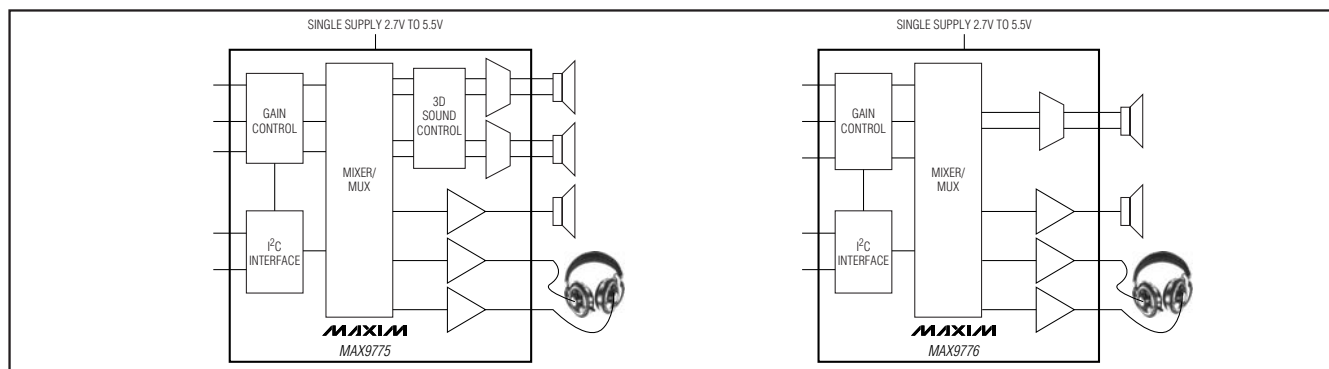 SINGLE SUPPLY 2.7V TO 5.5V
GAIN
CONTROL
I²C
INTERFACE
MIXER/
MUX
3D
SOUND
CONTROL
MAXIM
MAX9775
SINGLE SUPPLY 2.7V TO 5.5V
GAIN
CONTROL
I²C
INTERFACE
MIXER/
MUX
MAXIM
MAX9776